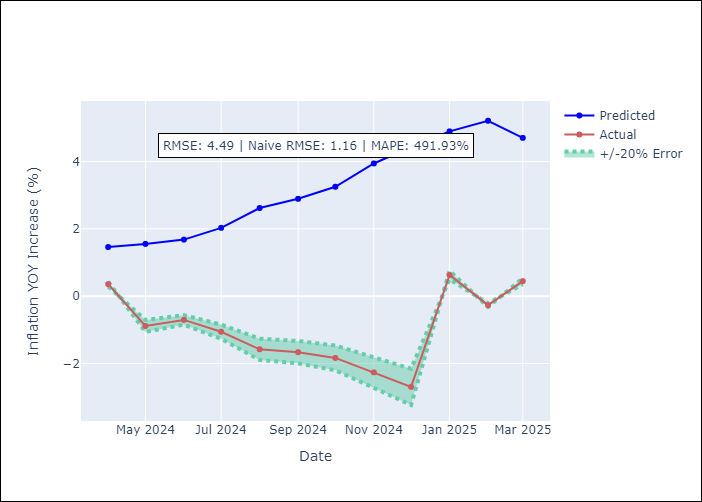 RMSE: 4.49 | Naive RMSE: 1.16 | MAPE: 491.93%
Predicted
Actual
+/-20% Error
Inflation YOY Increase (%)
4
2
0
−2
May 2024
Jul 2024
Sep 2024
Nov 2024
Jan 2025
Mar 2025
Date